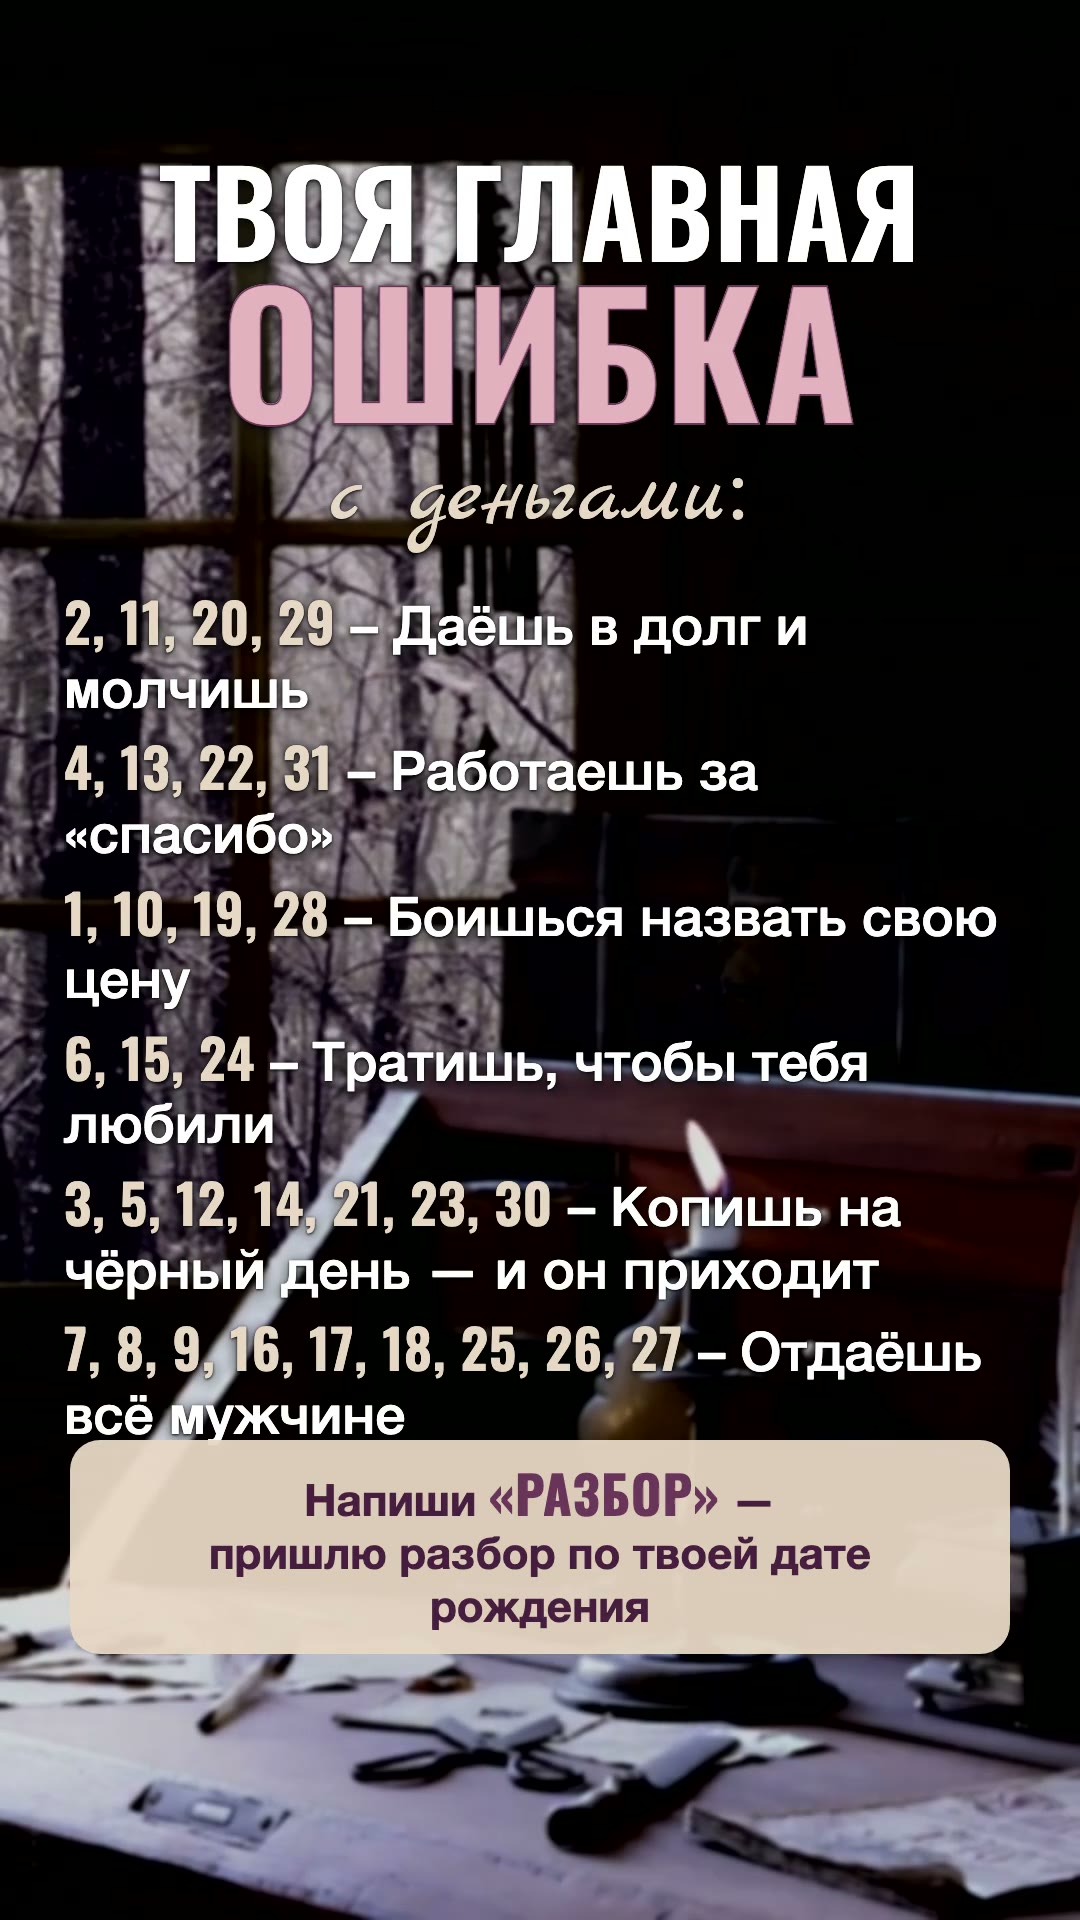 ТВОЯ ГЛАВНАЯ
ОШИБКА
с деньгами:
2, 11, 20, 29 – Даёшь в долг и
молчишь
4, 13, 22, 31 – Работаешь за
«спасибо»
1, 10, 19, 28 – Боишься назвать свою
цену
6, 15, 24 – Тратишь, чтобы тебя
любили
3, 5, 12, 14, 21, 23, 30 – Копишь на
чёрный день — и он приходит
7, 8, 9, 16, 17, 18, 25, 26, 27 – Отдаёшь
всё мужчине
Напиши «РАЗБОР» —
пришлю разбор по твоей дате
рождения